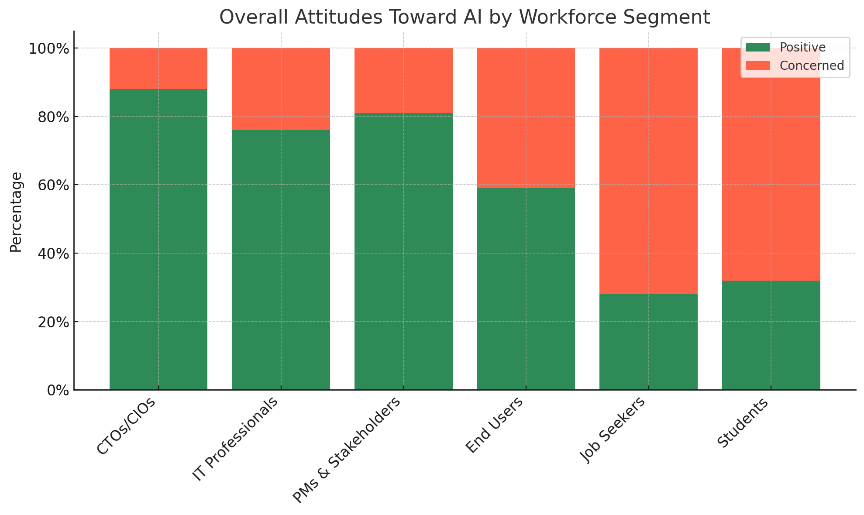 Overall Attitudes Toward AI by Workforce Segment
Positive
Concerned
Percentage
100%
80%
60%
40%
20%
0%
CTOs/CIOs
IT Professionals
PMs & Stakeholders
End Users
Job Seekers
Students